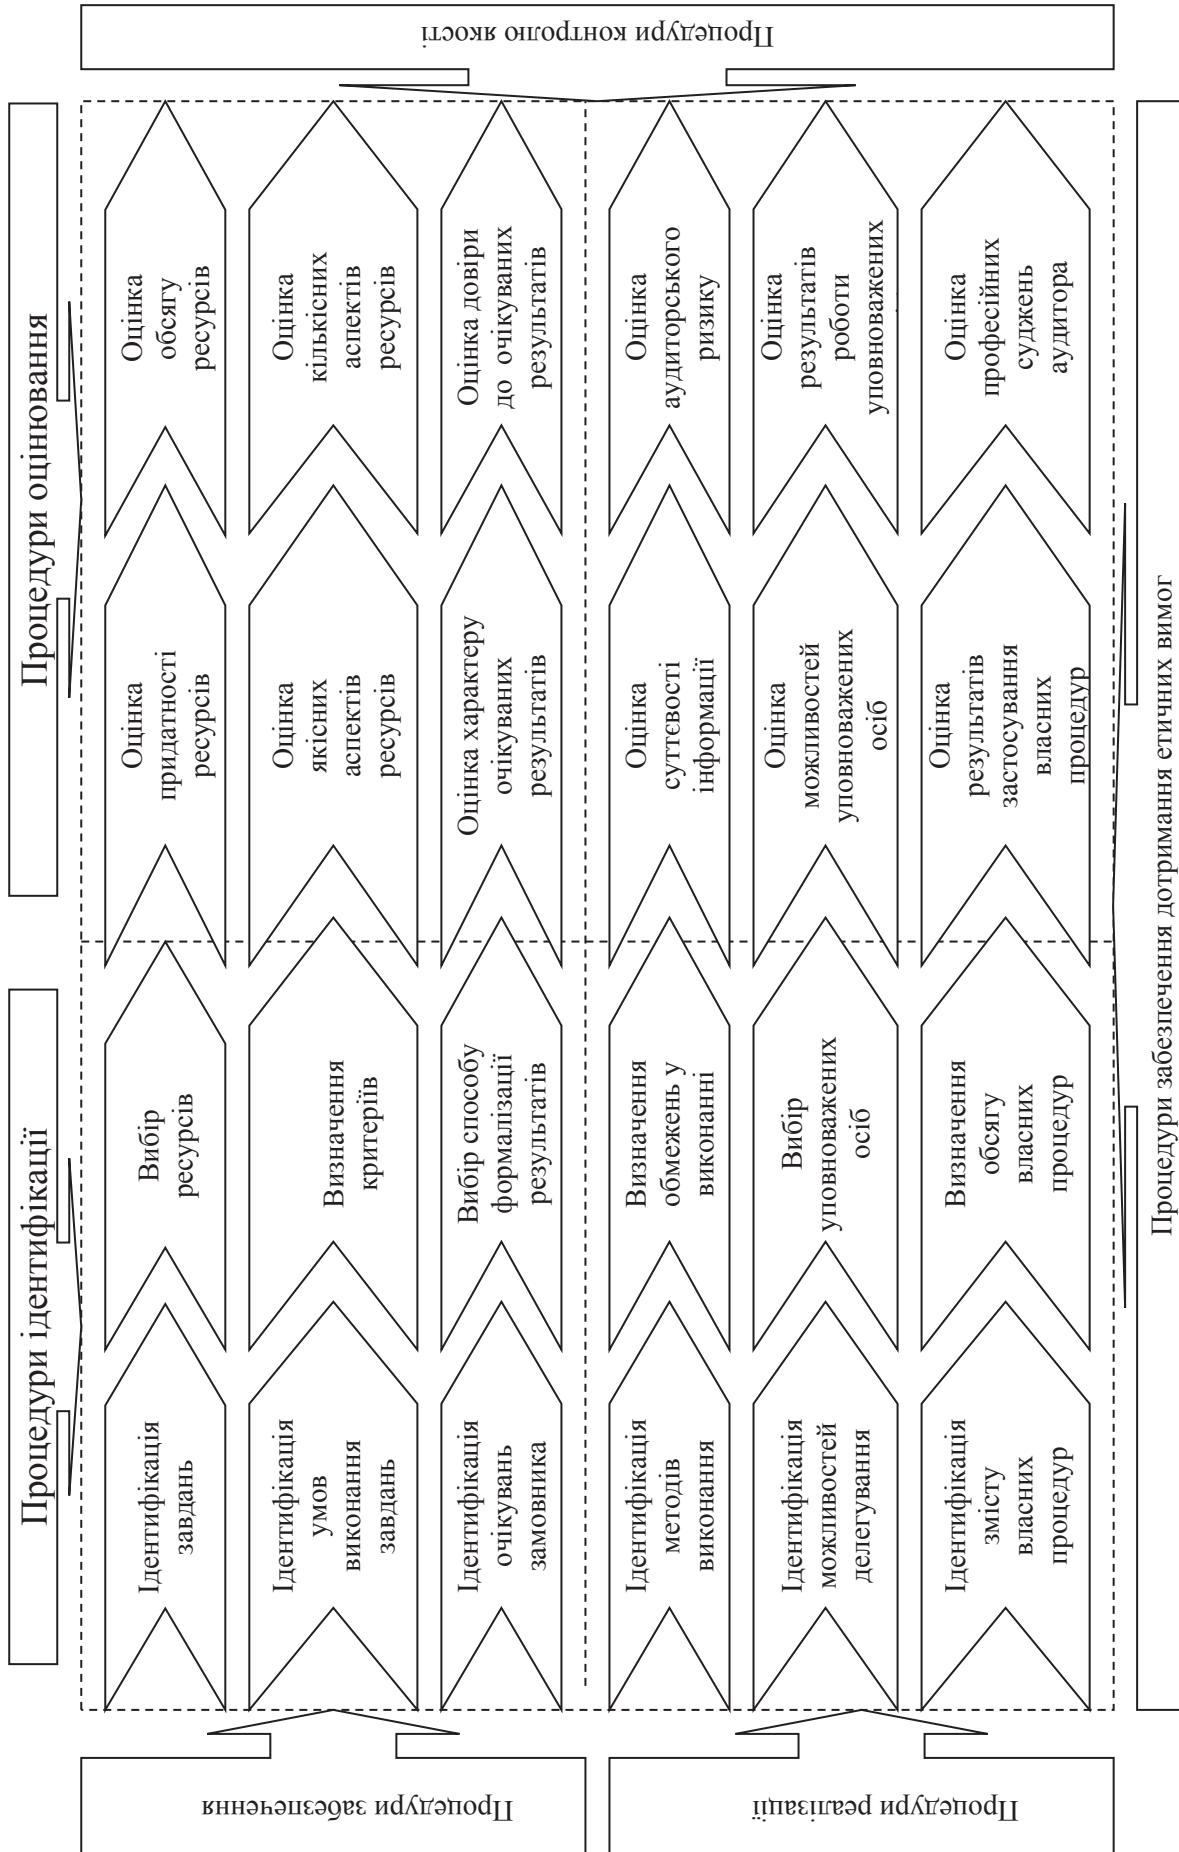 Процедури ідентифікації
Процедури оцінювання
Процедури забезпечення
Ідентифікація
завдань
Вибір
ресурсів
Оцінка
придатності
ресурсів
Оцінка
обсягу
ресурсів
Ідентифікація
умов
виконання
завдань
Визначення
критеріїв
Оцінка
якісних
аспектів
ресурсів
Оцінка
кількісних
аспектів
ресурсів
Ідентифікація
очікувань
замовника
Вибір способу
формалізації
результатів
Оцінка характеру
очікуваних
результатів
Оцінка довіри
до очікуваних
результатів
Процедури реалізації
Ідентифікація
методів
виконання
Визначення
обмежень у
виконанні
Оцінка
суттєвості
інформації
Оцінка
аудиторського
ризику
Ідентифікація
можливостей
делегування
Вибір
уповноважених
осіб
Оцінка
можливостей
уповноважених
осіб
Оцінка
результатів
роботи
уповноважених
Ідентифікація
змісту
власних
процедур
Визначення
обсягу
власних
процедур
Оцінка
результатів
застосування
власних
процедур
Оцінка
професійних
суджень
аудитора
Процедури контролю якості
Процедури забезпечення дотримання етичних вимог